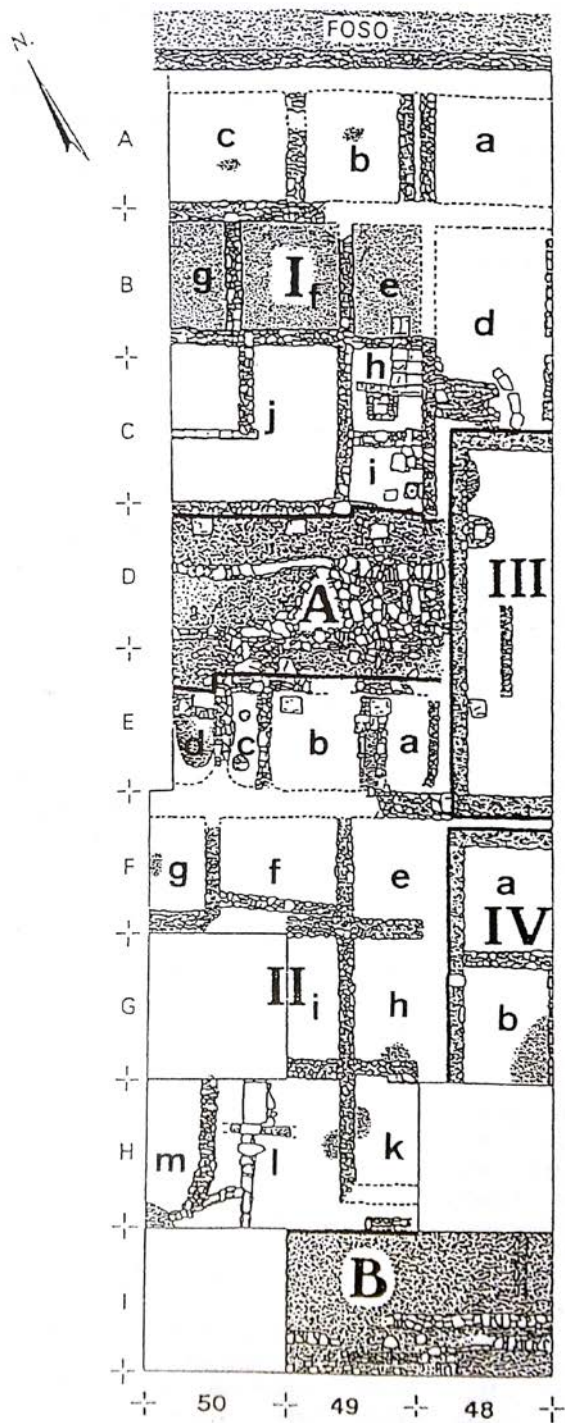 FOSO
N.
A c b a
B g I f e d
h
C j
i
III
D A
E d c b a
F g f e a
IV
G II i h b
H m l k
I B
50 49 48